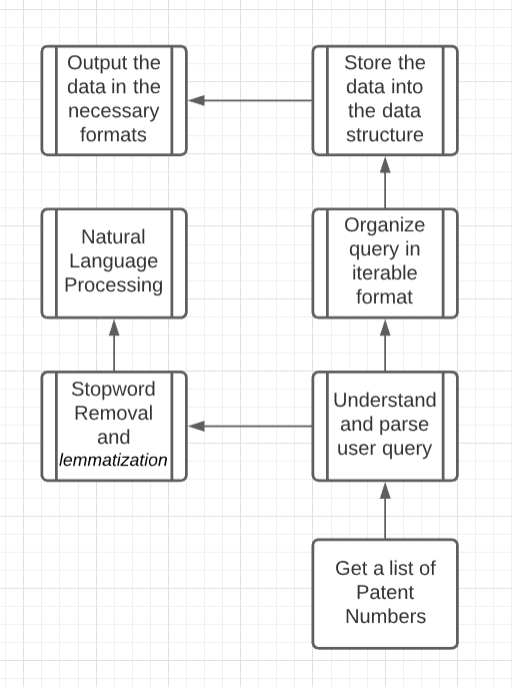 Output the
data in the
necessary
formats
Store the
data into
the data
structure
Natural
Language
Processing
Organize
query in
iterable
format
Stopword
Removal
and
lemmatization
Understand
and parse
user query
Get a list of
Patent
Numbers